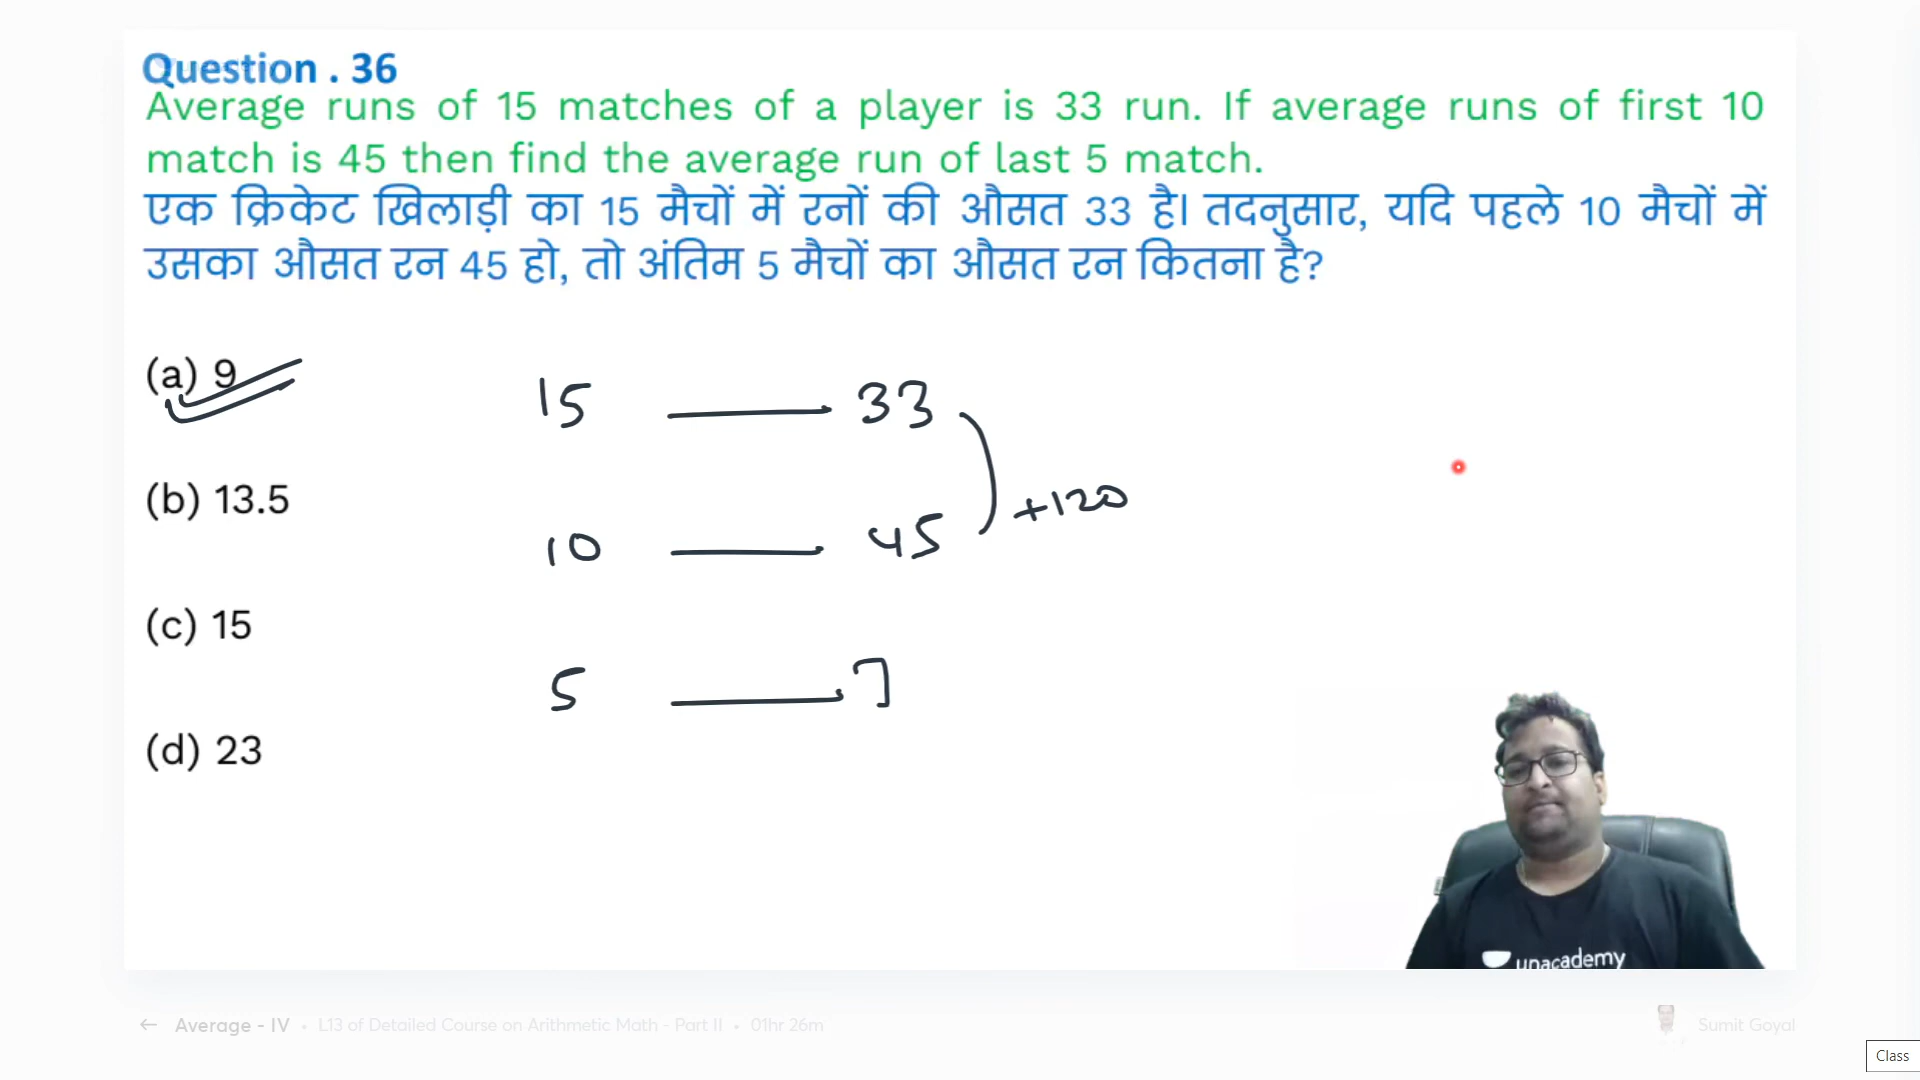 Question . 36
Average runs of 15 matches of a player is 33 run. If average runs of first 10
match is 45 then find the average run of last 5 match.
एक क्रिकेट खिलाड़ी का 15 मैचों में रनों की औसत 33 है। तदनुसार, यदि पहले 10 मैचों में
उसका औसत रन 45 हो, तो अंतिम 5 मैचों का औसत रन कितना है?
(a) 9
15 33
(b) 13.5
+120
10 45
(c) 15
5
(d) 23
unacademy
← Average - IV • L13 of Detailed Course on Arithmetic Math - Part II • 01hr 26m
Sumit Goyal
Class